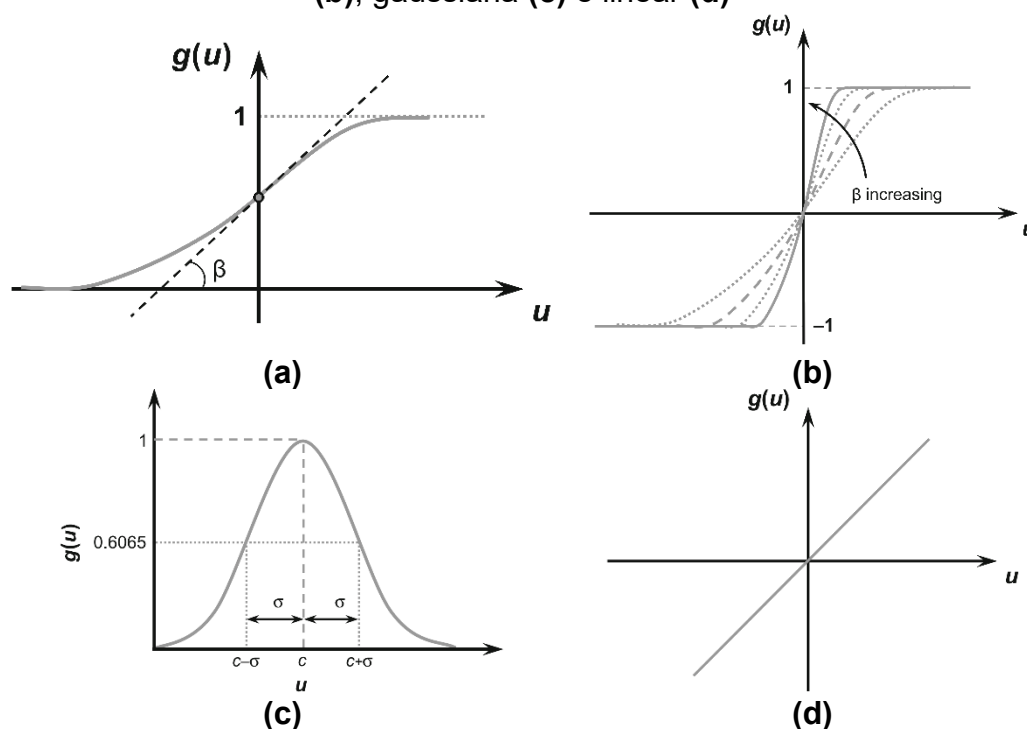 (b), gaussiana (c) e linear (d)
g(u)
1
β
u
(a)
g(u)
1
β increasing
u
–1
(b)
g(u)
1
0.6065
σ σ
c–σ c c+σ
u
(c)
g(u)
u
(d)